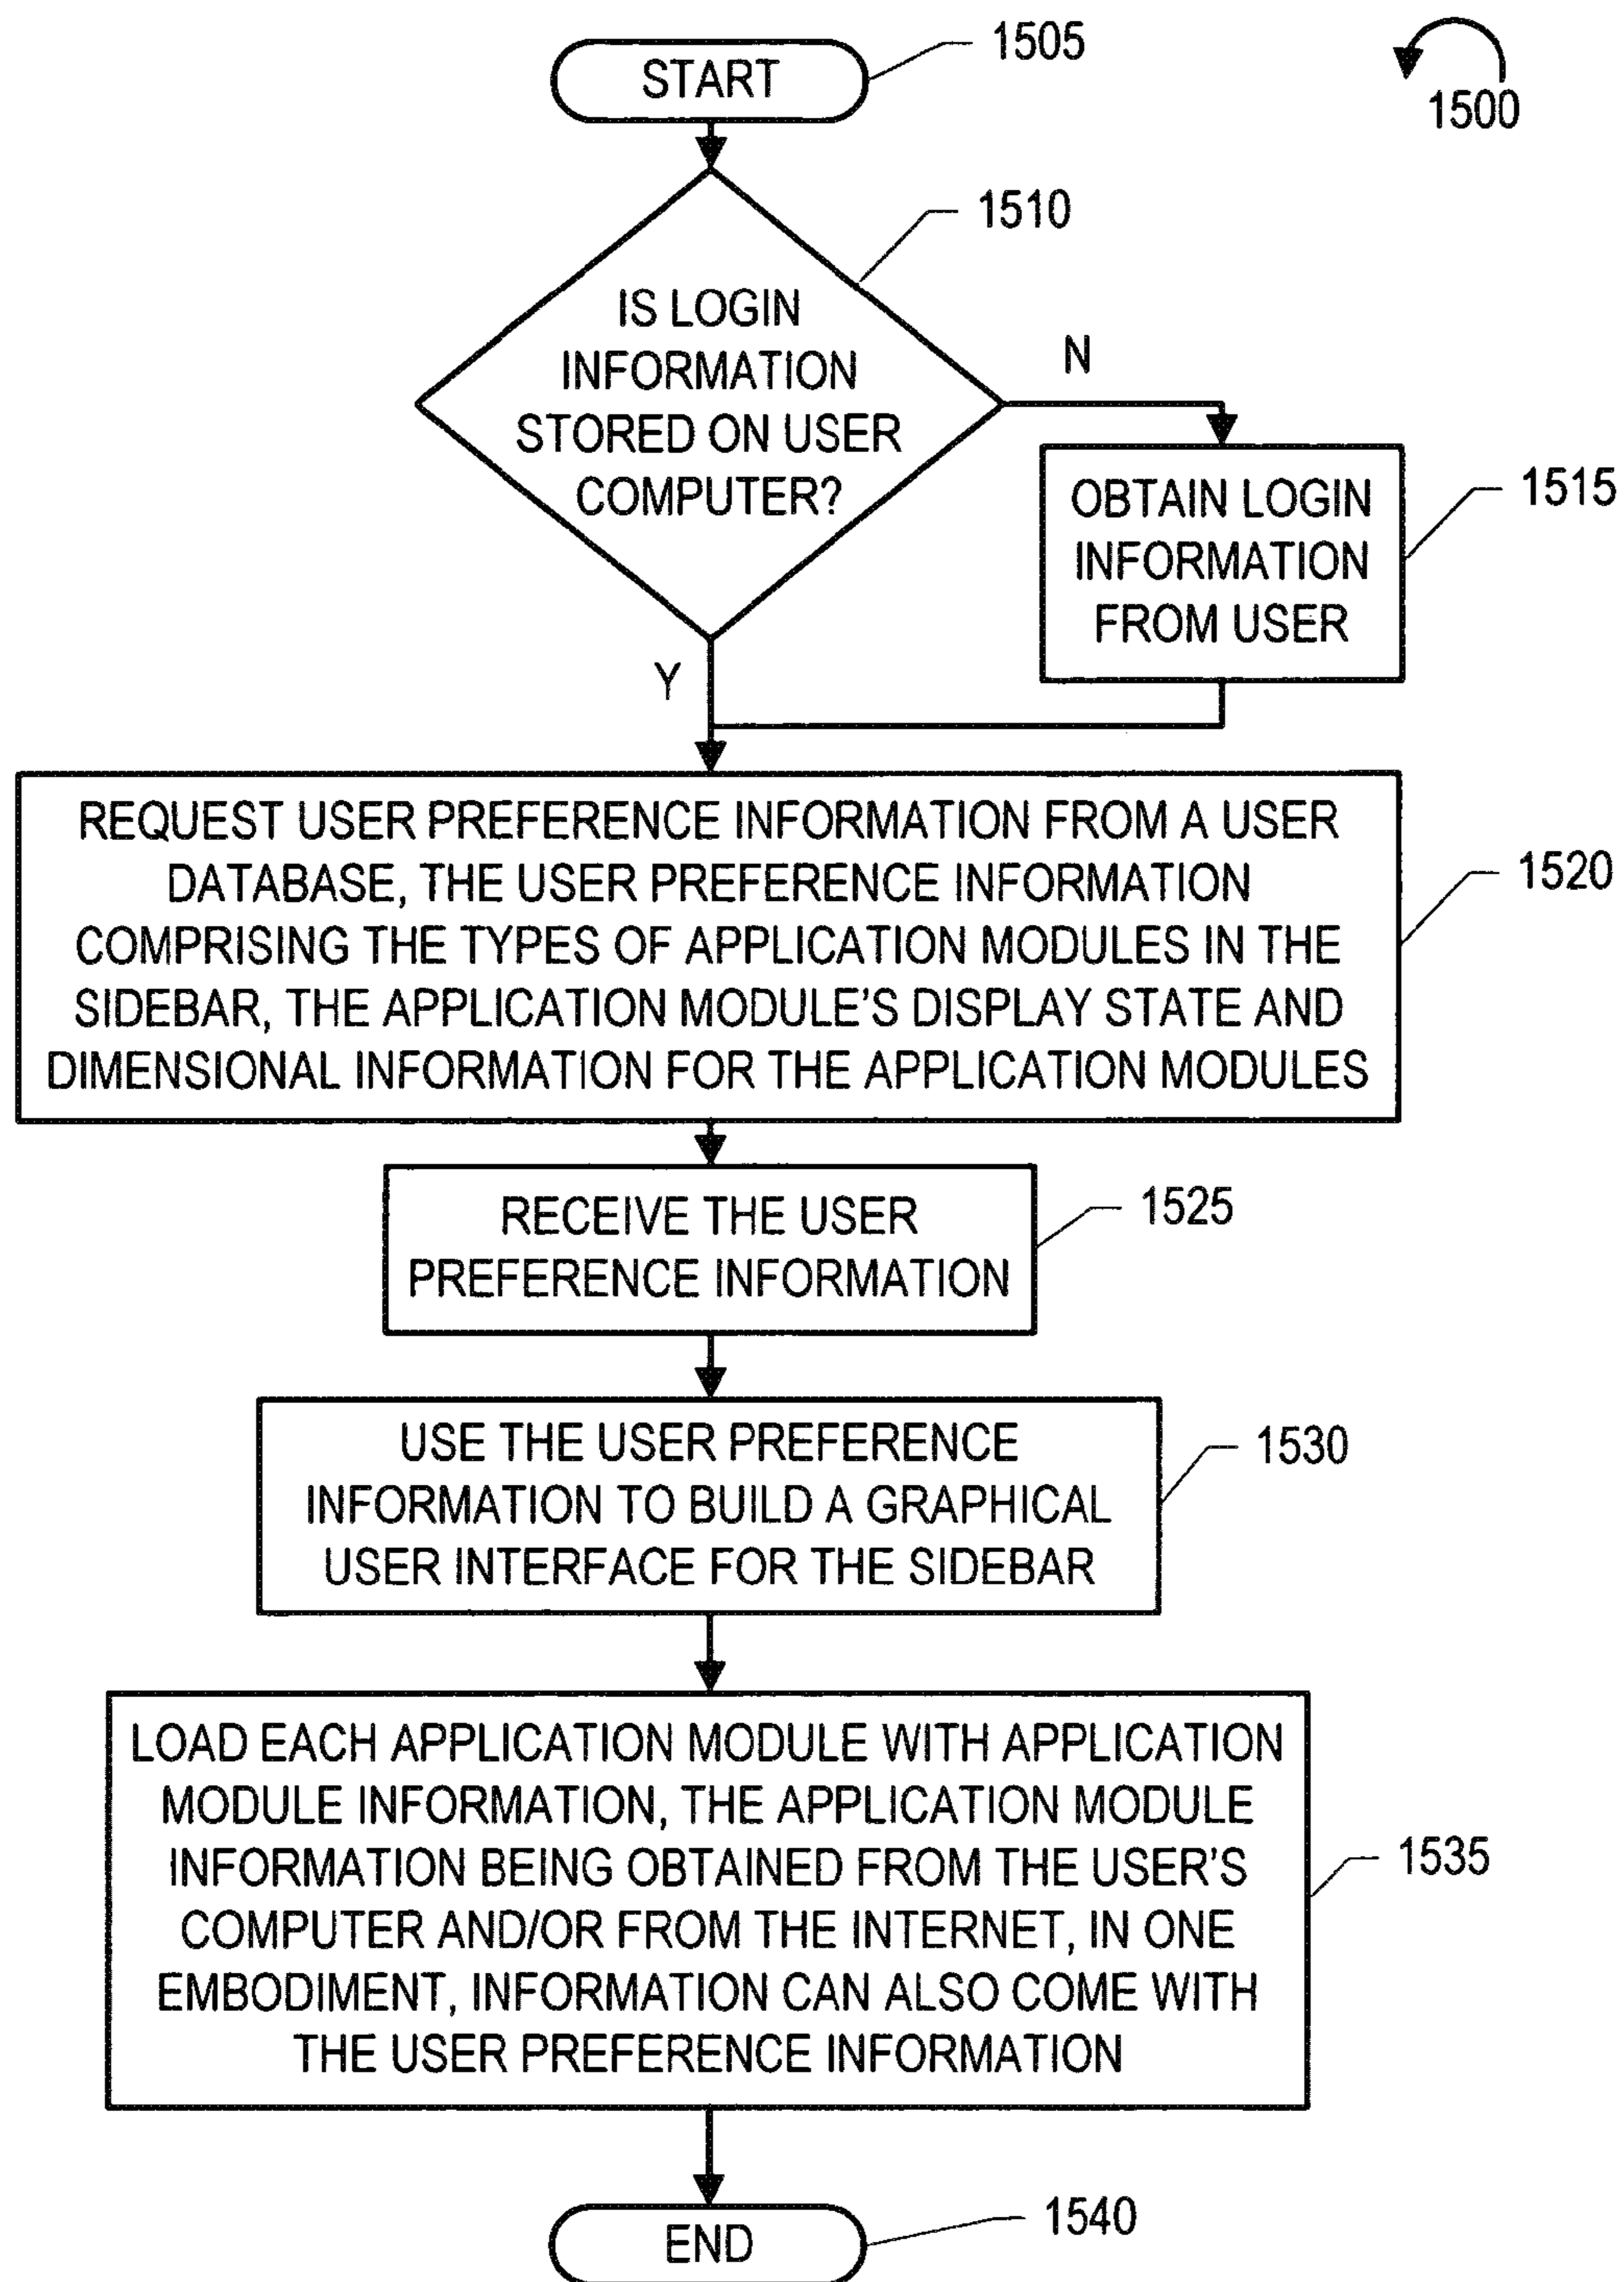 START
1505
1500
1510
IS LOGIN
INFORMATION
STORED ON USER
COMPUTER?
N
OBTAIN LOGIN
INFORMATION
FROM USER
1515
Y
REQUEST USER PREFERENCE INFORMATION FROM A USER
DATABASE, THE USER PREFERENCE INFORMATION
COMPRISING THE TYPES OF APPLICATION MODULES IN THE
SIDEBAR, THE APPLICATION MODULE'S DISPLAY STATE AND
DIMENSIONAL INFORMATION FOR THE APPLICATION MODULES
1520
RECEIVE THE USER
PREFERENCE INFORMATION
1525
USE THE USER PREFERENCE
INFORMATION TO BUILD A GRAPHICAL
USER INTERFACE FOR THE SIDEBAR
1530
LOAD EACH APPLICATION MODULE WITH APPLICATION
MODULE INFORMATION, THE APPLICATION MODULE
INFORMATION BEING OBTAINED FROM THE USER'S
COMPUTER AND/OR FROM THE INTERNET, IN ONE
EMBODIMENT, INFORMATION CAN ALSO COME WITH
THE USER PREFERENCE INFORMATION
1535
END
1540